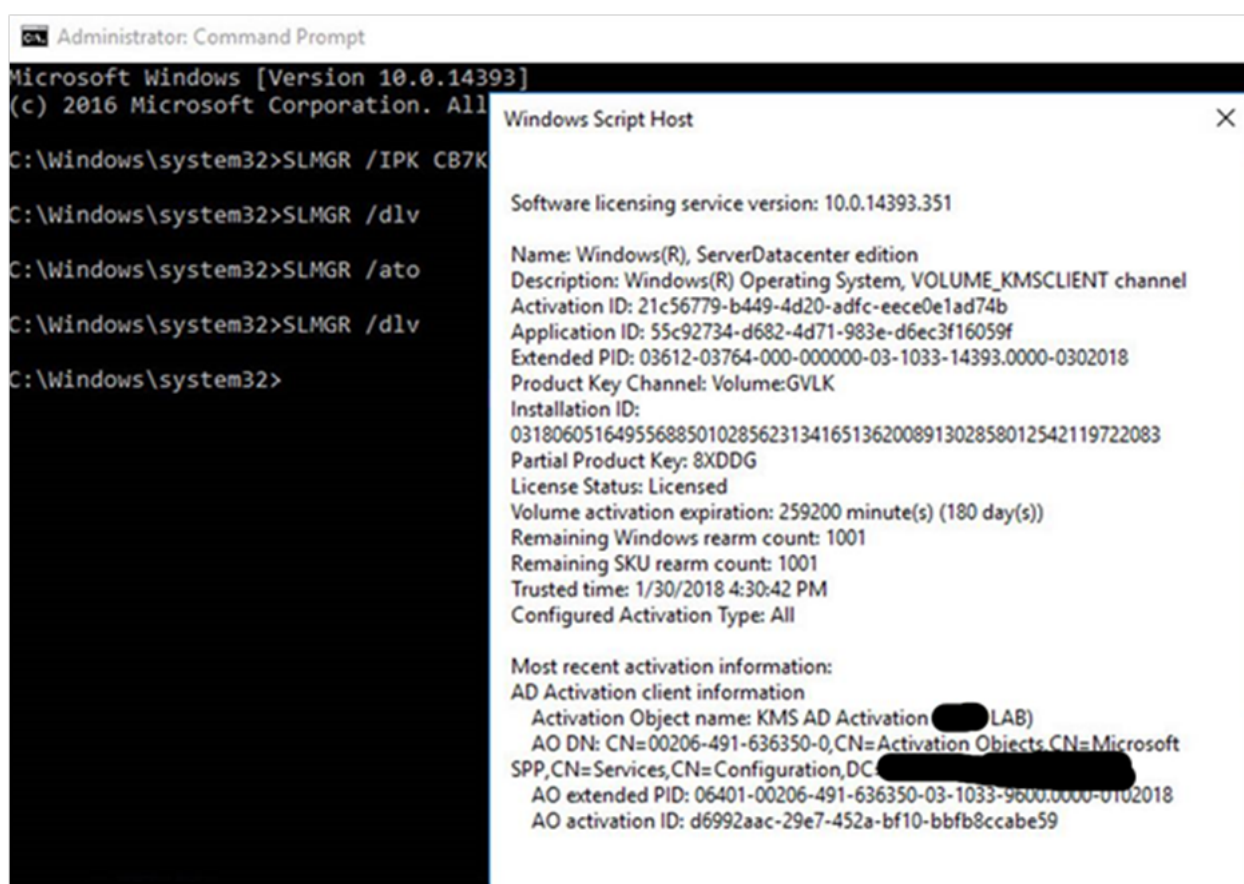 Administrator: Command Prompt
Microsoft Windows [Version 10.0.14393]
(c) 2016 Microsoft Corporation. All
C:\Windows\system32>SLMGR /IPK CB7K
C:\Windows\system32>SLMGR /dlv
C:\Windows\system32>SLMGR /ato
C:\Windows\system32>SLMGR /dlv
C:\Windows\system32>
Windows Script Host
Software licensing service version: 10.0.14393.351
Name: Windows(R), ServerDatacenter edition
Description: Windows(R) Operating System, VOLUME_KMSCLIENT channel
Activation ID: 21c56779-b449-4d20-adfc-eece0e1ad74b
Application ID: 55c92734-d682-4d71-983e-d6ec3f16059f
Extended PID: 03612-03764-000-000000-03-1033-14393.0000-0302018
Product Key Channel: Volume:GVLK
Installation ID:
031806051649556885010285623134165136200891302858012542119722083
Partial Product Key: 8XDDG
License Status: Licensed
Volume activation expiration: 259200 minute(s) (180 day(s))
Remaining Windows rearm count: 1001
Remaining SKU rearm count: 1001
Trusted time: 1/30/2018 4:30:42 PM
Configured Activation Type: All
Most recent activation information:
AD Activation client information
Activation Object name: KMS AD Activation LAB)
AO DN: CN=00206-491-636350-0,CN=Activation Objects,CN=Microsoft
SPP,CN=Services,CN=Configuration,DC=
AO extended PID: 06401-00206-491-636350-03-1033-9600.0000-0102018
AO activation ID: d6992aac-29e7-452a-bf10-bbfb8ccabe59